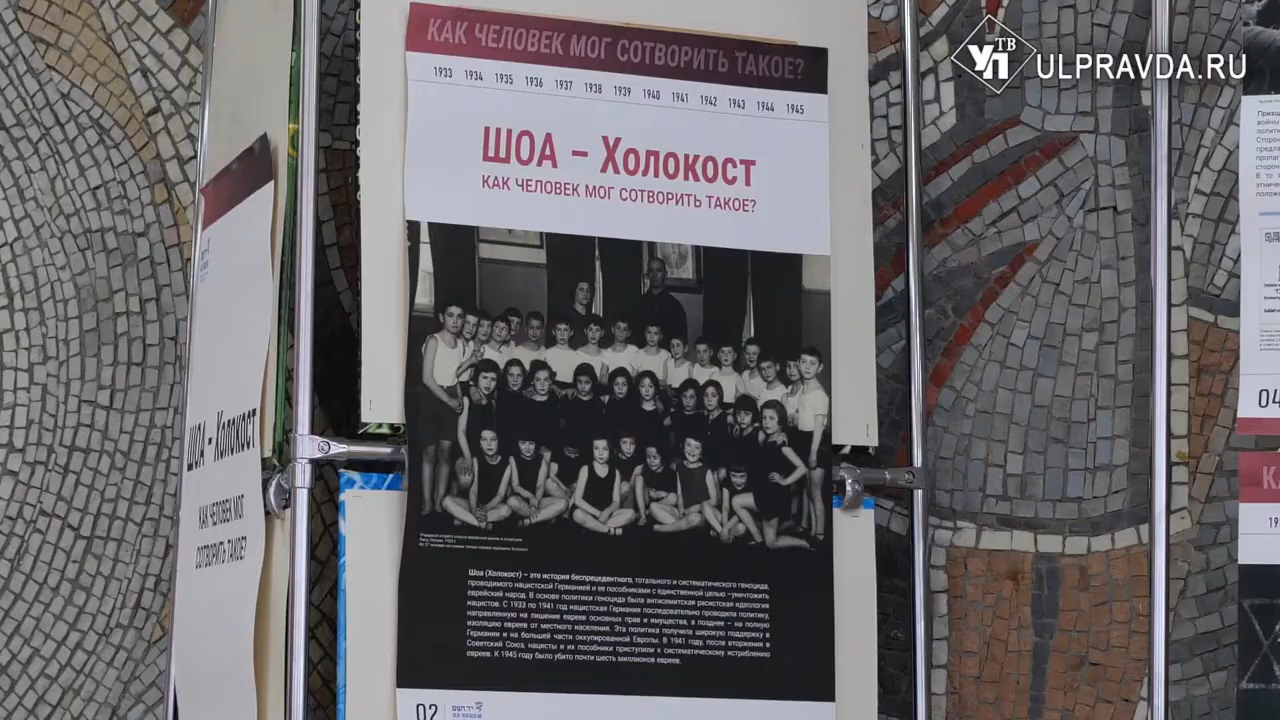 КАК ЧЕЛОВЕК МОГ СОТВОРИТЬ ТАКОЕ?
1933 1934 1935 1936 1937 1938 1939 1940 1941 1942 1943 1944 1945
ШОА – Холокост
КАК ЧЕЛОВЕК МОГ СОТВОРИТЬ ТАКОЕ?
Шоа (Холокост) – это история беспрецедентного, тотального и систематического геноцида,
проводимого нацистской Германией и ее пособниками с единственной целью –уничтожить
еврейский народ. В основе политики геноцида была антисемитская расистская идеология
нацистов. С 1933 по 1941 год нацистская Германия последовательно проводила политику,
направленную на лишение евреев основных прав и имущества, а позднее – на полную
изоляцию евреев от местного населения. Эта политика получила широкую поддержку в
Германии и на большей части оккупированной Европы. В 1941 году, после вторжения в
Советский Союз, нацисты и их пособники приступили к систематическому истреблению
евреев. К 1945 году было убито почти шесть миллионов евреев.
02
יד ושם
ЯД ВАШЕМ
ШОА – Холокост
КАК ЧЕЛОВЕК МОГ
СОТВОРИТЬ ТАКОЕ?
УП ТВ
ULPRAVDA.RU
04